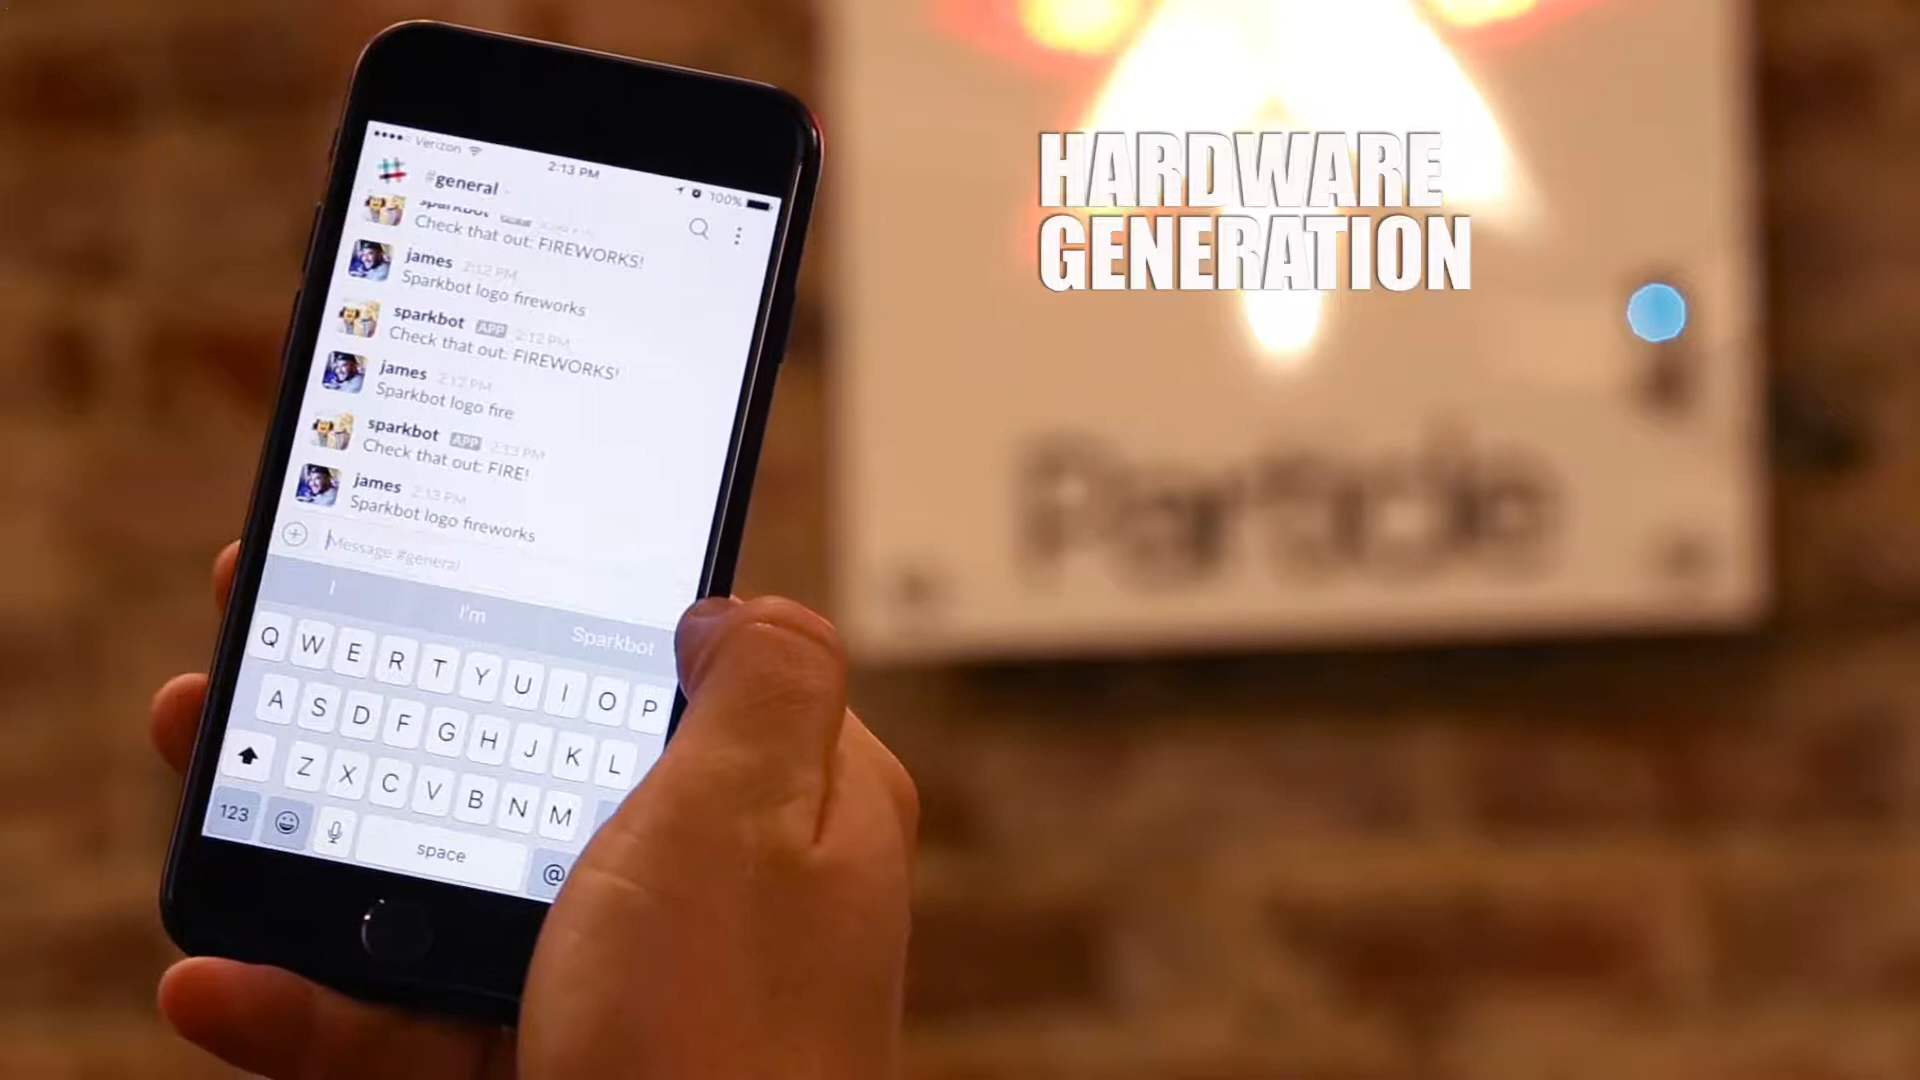 Verizon
2:13 PM
100%
#general
sparkbot
Check that out: FIREWORKS!
james 2:12 PM
Sparkbot logo fireworks
sparkbot APP 2:12 PM
Check that out: FIREWORKS!
james 2:12 PM
Sparkbot logo fire
sparkbot APP 2:13 PM
Check that out: FIRE!
james 2:13 PM
Sparkbot logo fireworks
Message #general
I I'm Sparkbot
Q W E R T Y U I O P
A S D F G H J K L
Z X C V B N M
123 space @
HARDWARE
GENERATION
Particle